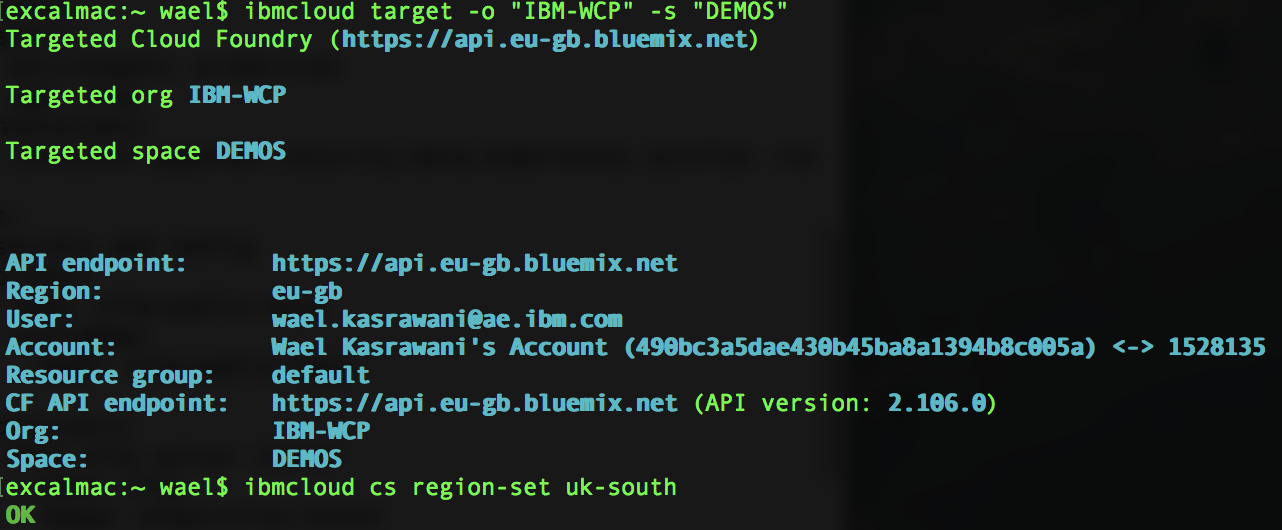 [excalmac:~ wael$ ibmcloud target -o "IBM-WCP" -s "DEMOS"
Targeted Cloud Foundry (https://api.eu-gb.bluemix.net)
Targeted org IBM-WCP
Targeted space DEMOS
API endpoint: https://api.eu-gb.bluemix.net
Region: eu-gb
User: wael.kasrawani@ae.ibm.com
Account: Wael Kasrawani's Account (490bc3a5dae430b45ba8a1394b8c005a) <-> 1528135
Resource group: default
CF API endpoint: https://api.eu-gb.bluemix.net (API version: 2.106.0)
Org: IBM-WCP
Space: DEMOS
[excalmac:~ wael$ ibmcloud cs region-set uk-south
OK